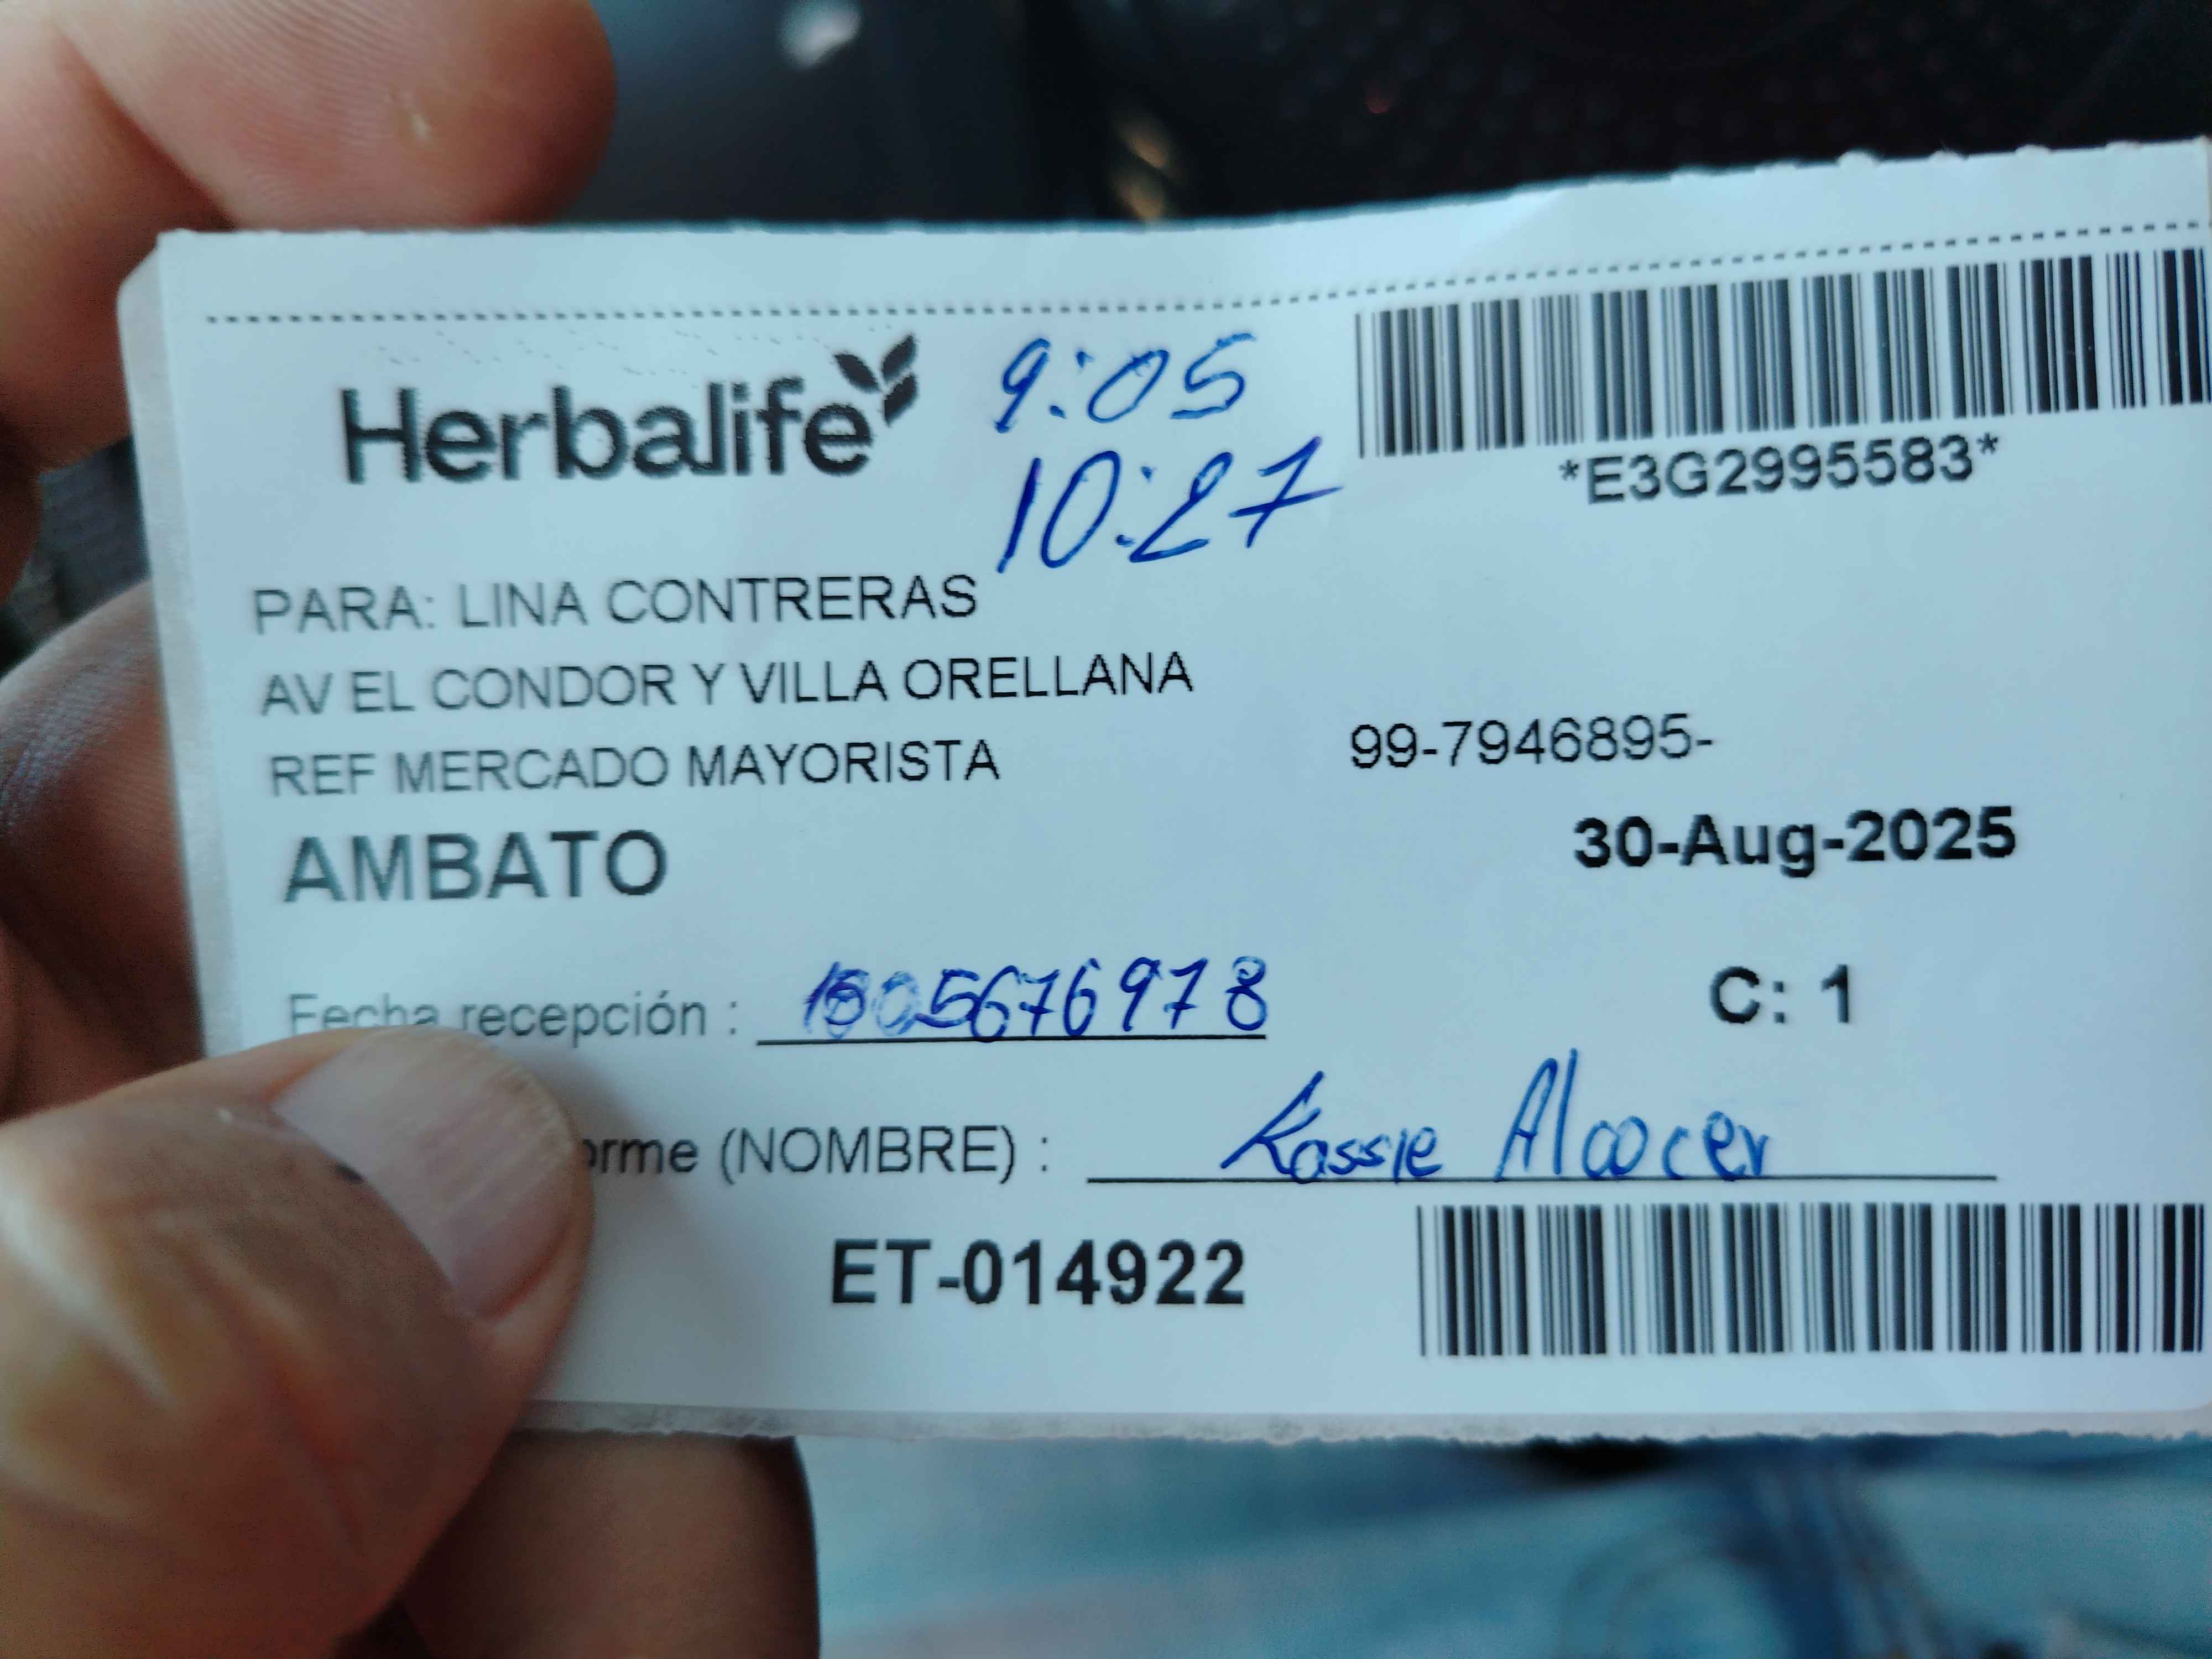 Herbalife
9:05
10:27
*E3G2995583*
PARA: LINA CONTRERAS
AV EL CONDOR Y VILLA ORELLANA
REF MERCADO MAYORISTA
99-7946895-
AMBATO
30-Aug-2025
Fecha recepción : 1805676978
C: 1
orme (NOMBRE) : Kassie Alcocer
ET-014922